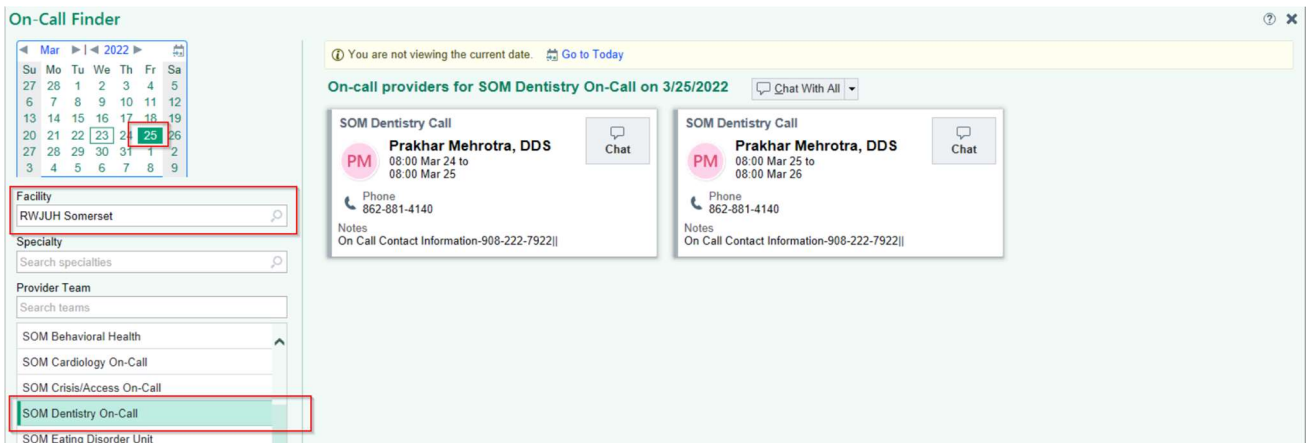 On-Call Finder
Mar 2022
Su Mo Tu We Th Fr Sa
27 28 1 2 3 4 5
6 7 8 9 10 11 12
13 14 15 16 17 18 19
20 21 22 23 24 25 26
27 28 29 30 31 1 2
3 4 5 6 7 8 9
Facility
RWJUH Somerset
Specialty
Search specialties
Provider Team
Search teams
SOM Behavioral Health
SOM Cardiology On-Call
SOM Crisis/Access On-Call
SOM Dentistry On-Call
SOM Eating Disorder Unit
You are not viewing the current date. Go to Today
On-call providers for SOM Dentistry On-Call on 3/25/2022
Chat With All
SOM Dentistry Call
PM
Prakhar Mehrotra, DDS
08:00 Mar 24 to
08:00 Mar 25
Chat
Phone
862-881-4140
Notes
On Call Contact Information-908-222-7922||
SOM Dentistry Call
PM
Prakhar Mehrotra, DDS
08:00 Mar 25 to
08:00 Mar 26
Chat
Phone
862-881-4140
Notes
On Call Contact Information-908-222-7922||